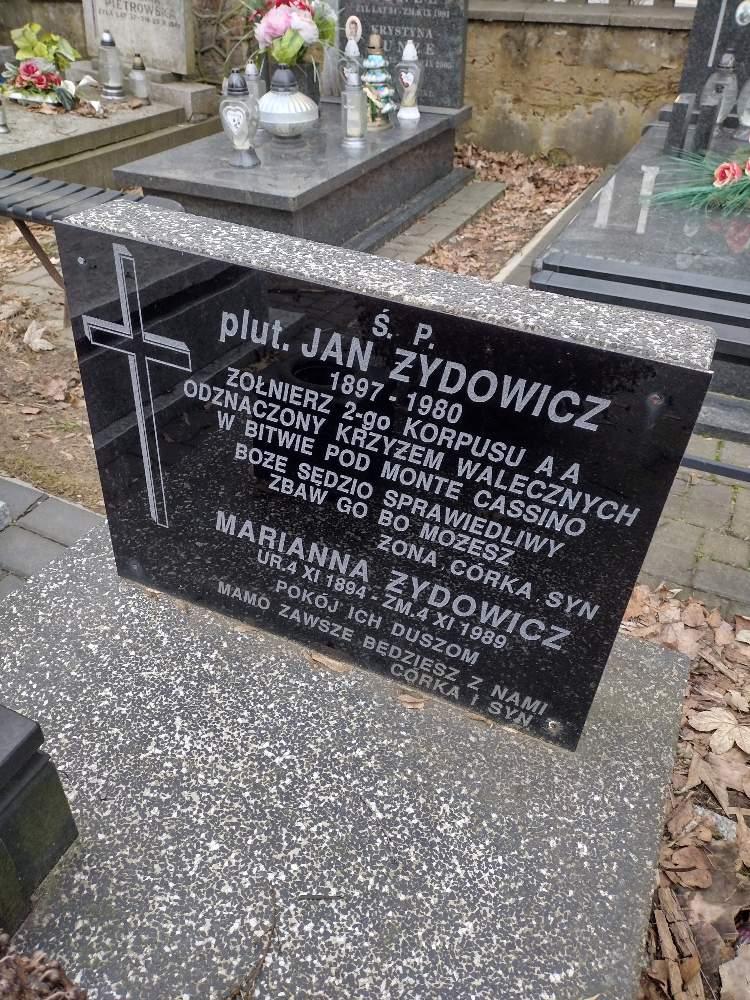 PIETROWSKA
KRYSTYNA
Ś. P.
plut. JAN ŻYDOWICZ
1897 - 1980
ŻOŁNIERZ 2-go KORPUSU A A
ODZNACZONY KRZYŻEM WALECZNYCH
W BITWIE POD MONTE CASSINO
BOŻE SĘDZIO SPRAWIEDLIWY
ZBAW GO BO MOŻESZ
ŻONA, CÓRKA, SYN
MARIANNA ŻYDOWICZ
UR.4 XI 1894 - ZM.4 XI 1989
POKÓJ ICH DUSZOM
MAMO ZAWSZE BĘDZIESZ Z NAMI
CÓRKA I SYN